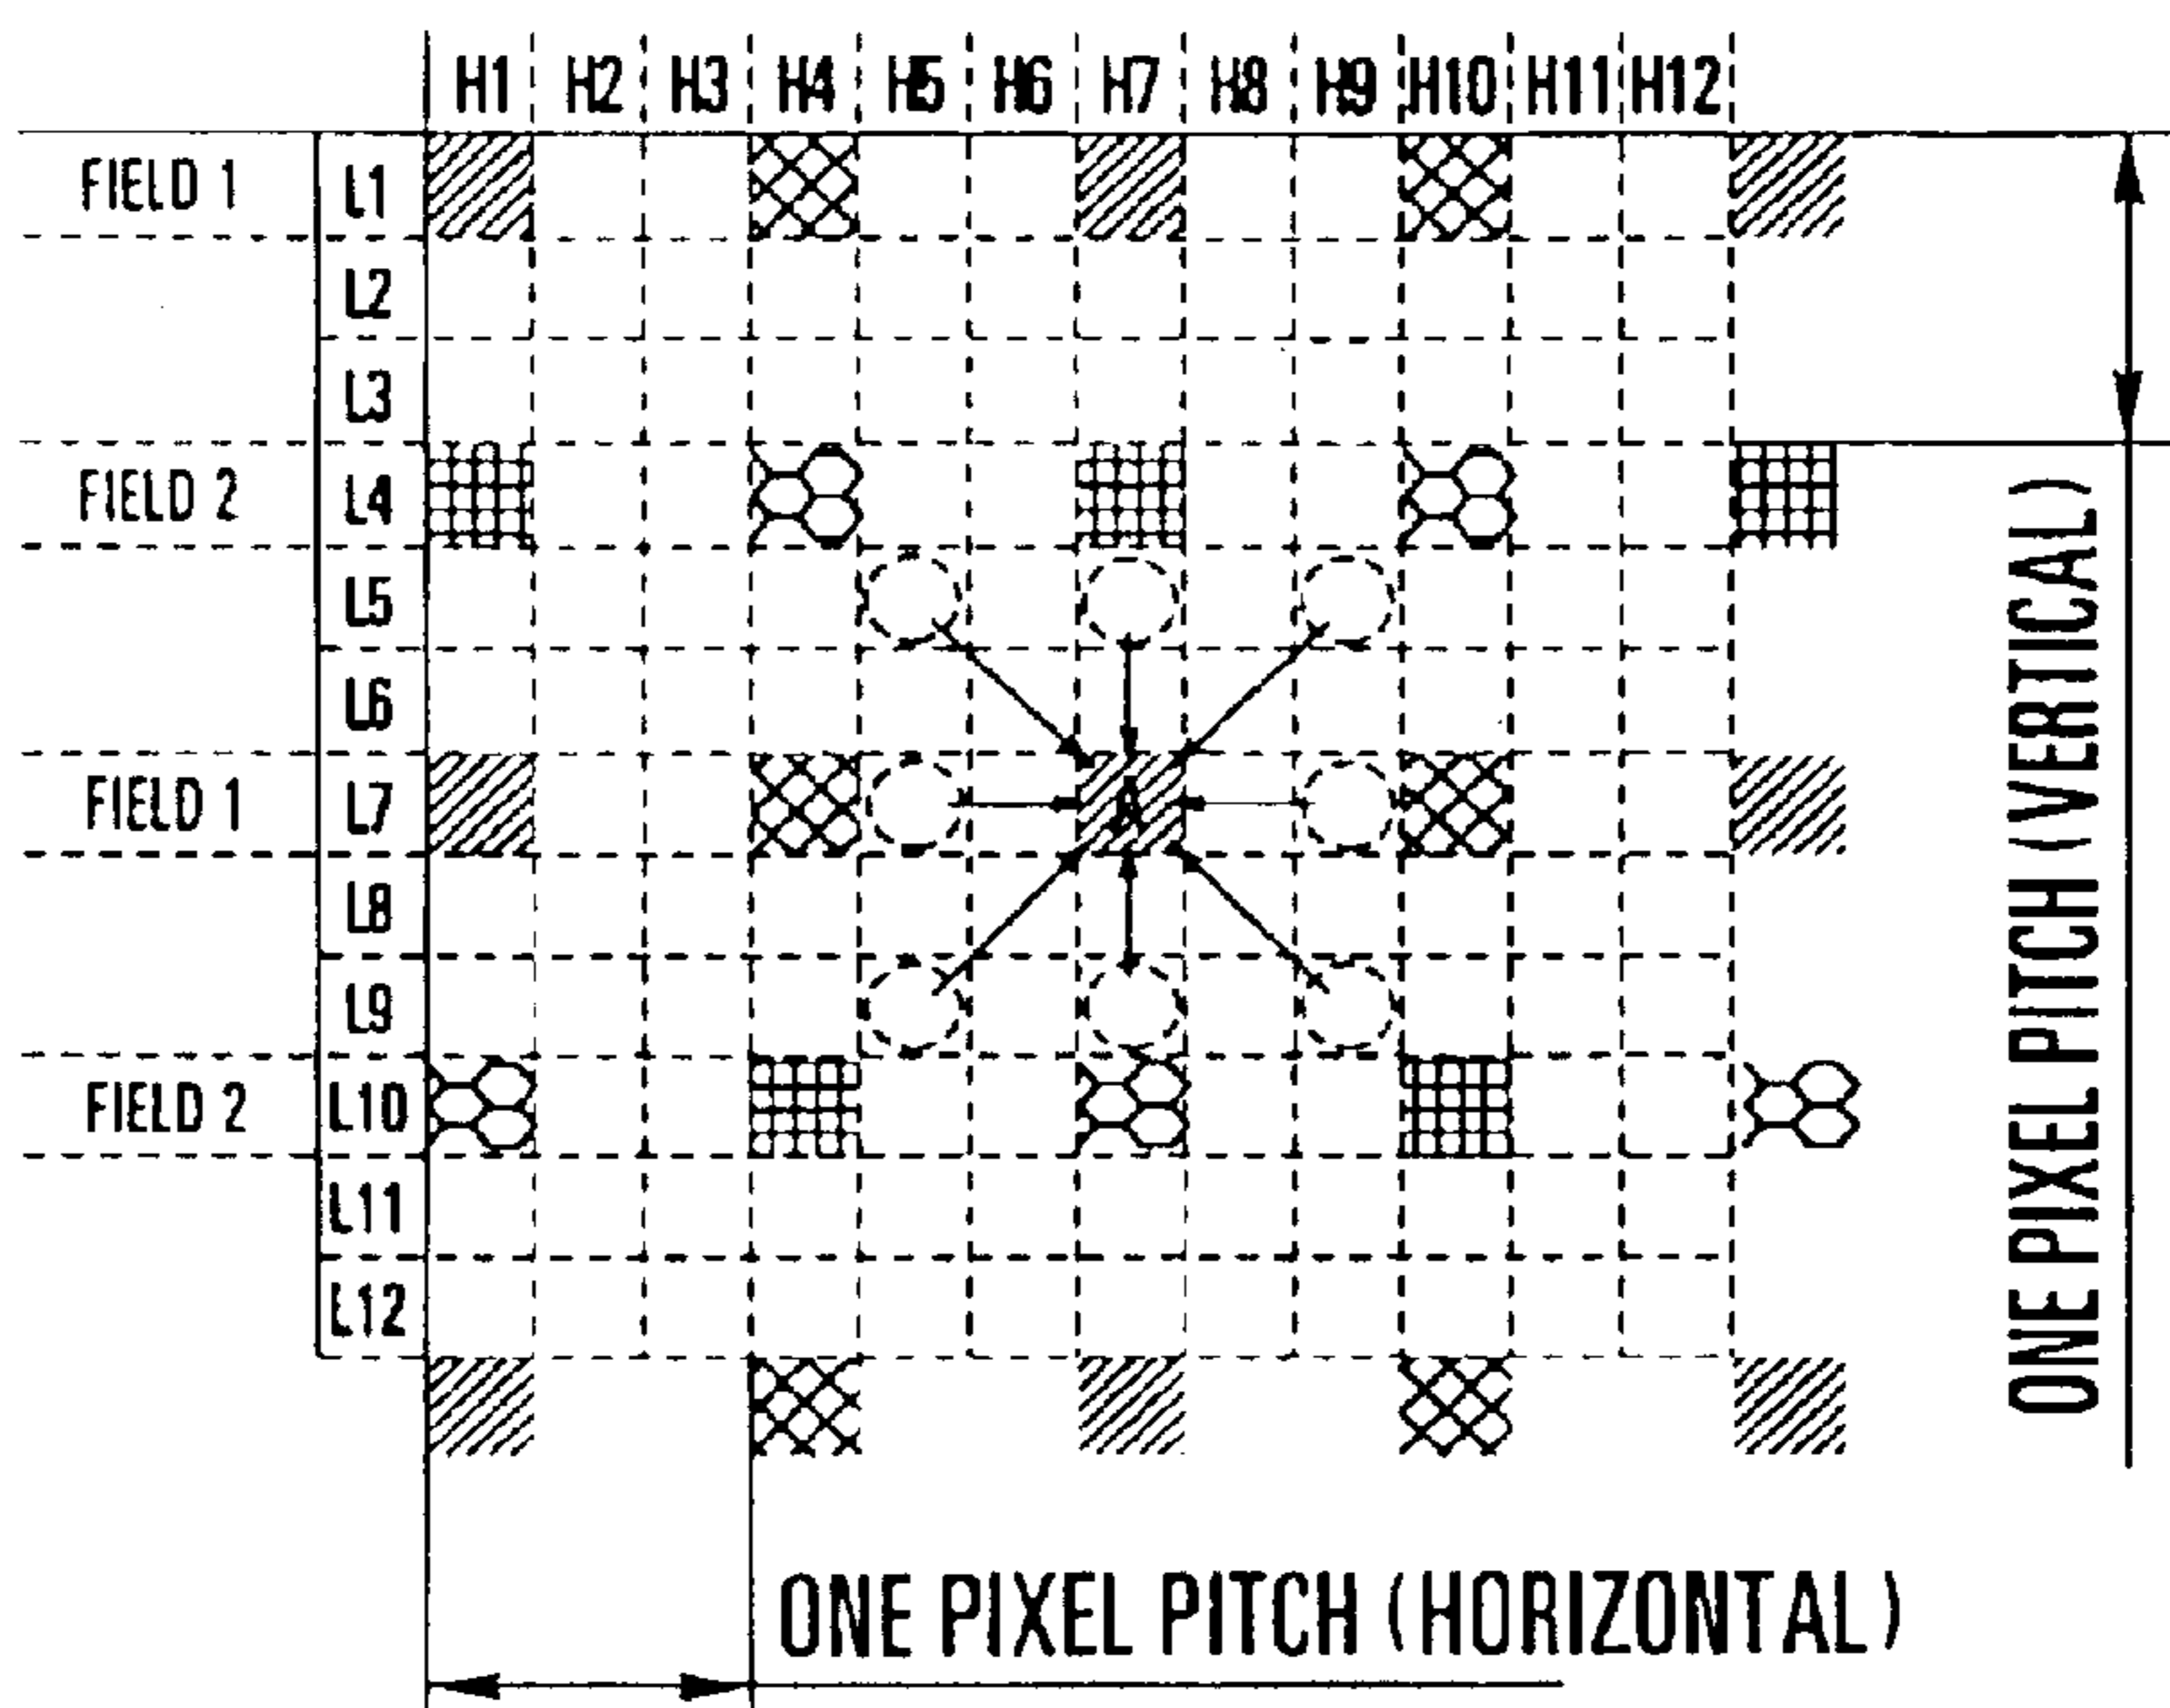 H1 H2 H3 H4 H5 H6 H7 H8 H9 H10 H11 H12
FIELD 1 L1
L2
L3
FIELD 2 L4
L5
L6
FIELD 1 L7 A
L8
L9
FIELD 2 L10
L11
L12
ONE PIXEL PITCH (VERTICAL)
ONE PIXEL PITCH (HORIZONTAL)